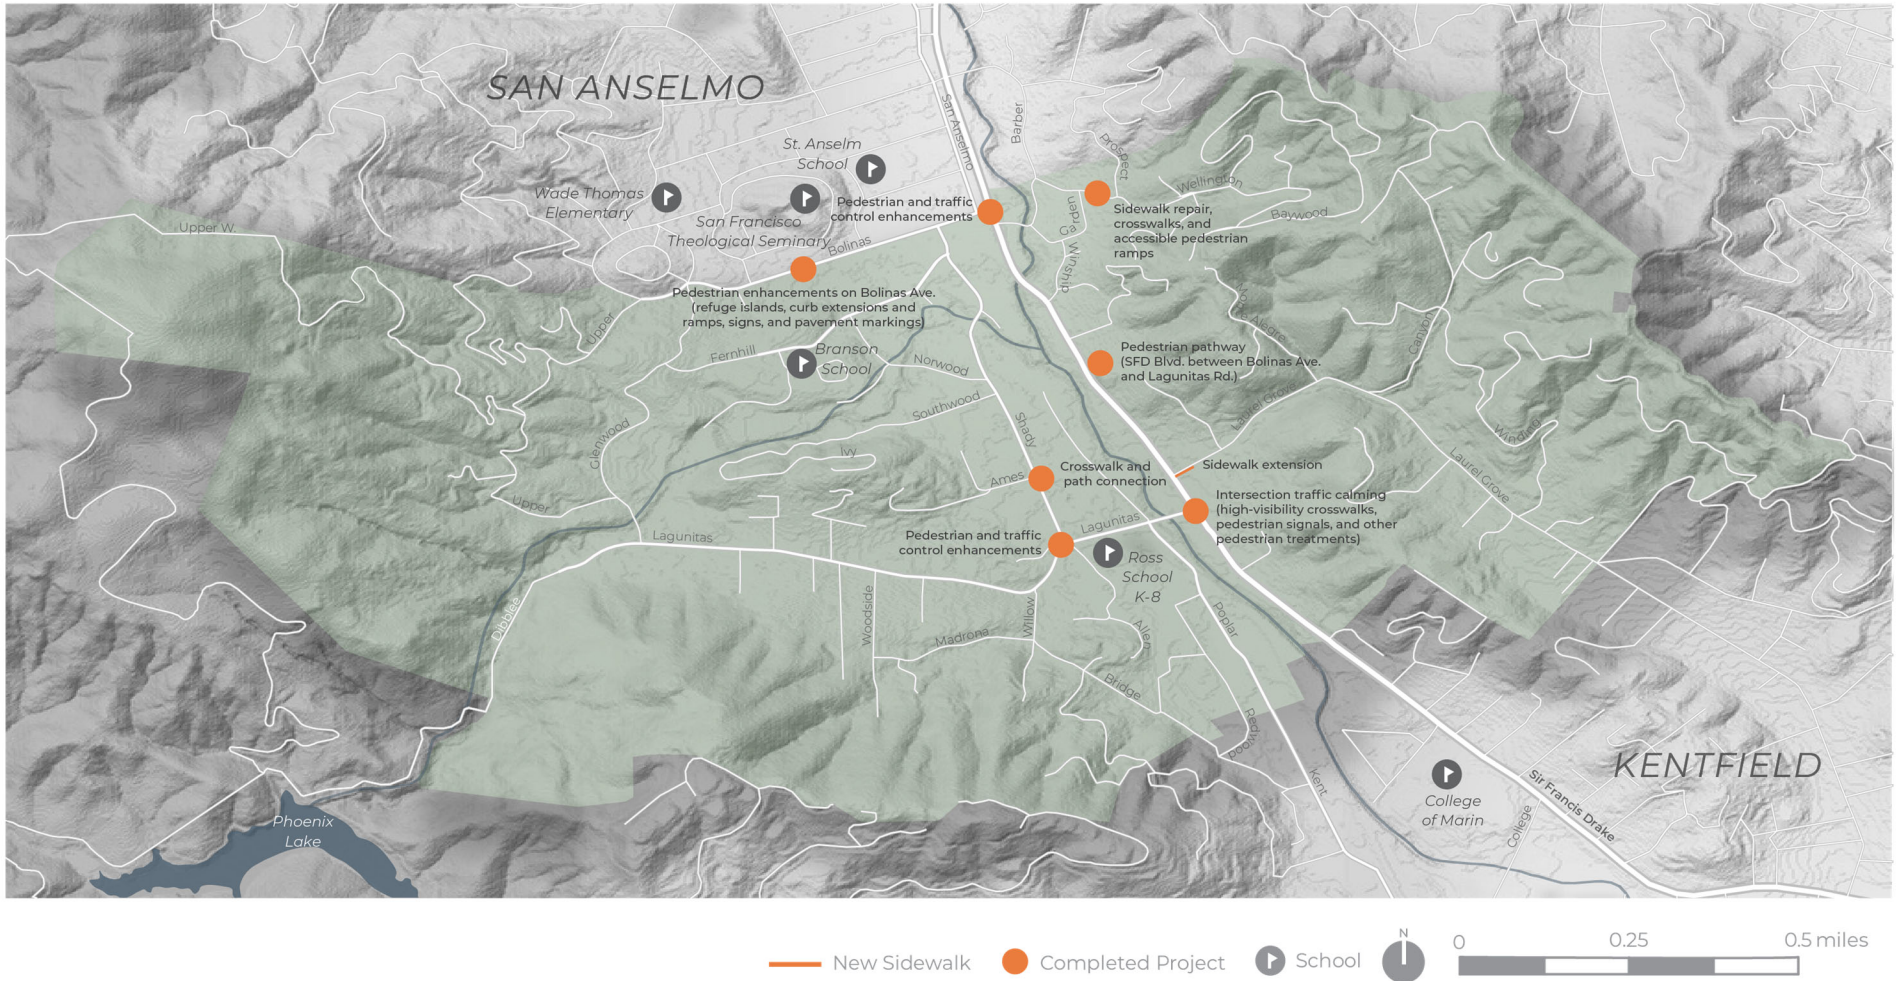 SAN ANSELMO
San Anselmo
Barber
Prospect
St. Anselm
School
Wade Thomas
Elementary
San Francisco
Theological Seminary
Pedestrian and traffic
control enhancements
Wellington
Baywood
Sidewalk repair,
crosswalks, and
accessible pedestrian
ramps
Garden
Winship
Upper W.
Bolinas
Pedestrian enhancements on Bolinas Ave.
(refuge islands, curb extensions and
ramps, signs, and pavement markings)
Upper
Fernhill
Branson
School
Norwood
Pedestrian pathway
(SFD Blvd. between Bolinas Ave.
and Lagunitas Rd.)
Canyon
Southwood
Shady
Laurel Grove
Winding
Glenwood
Ivy
Ames
Crosswalk and
path connection
Sidewalk extension
Laurel Grove
Upper
Intersection traffic calming
(high-visibility crosswalks,
pedestrian signals, and other
pedestrian treatments)
Lagunitas
Lagunitas
Pedestrian and traffic
control enhancements
Ross
School
K-8
Dibblee
Woodside
Willow
Madrona
Allen
Poplar
Bridge
Redwood
Kent
KENTFIELD
Sir Francis Drake
College
College
of Marin
Phoenix
Lake
New Sidewalk
Completed Project
School
N
0
0.25
0.5 miles